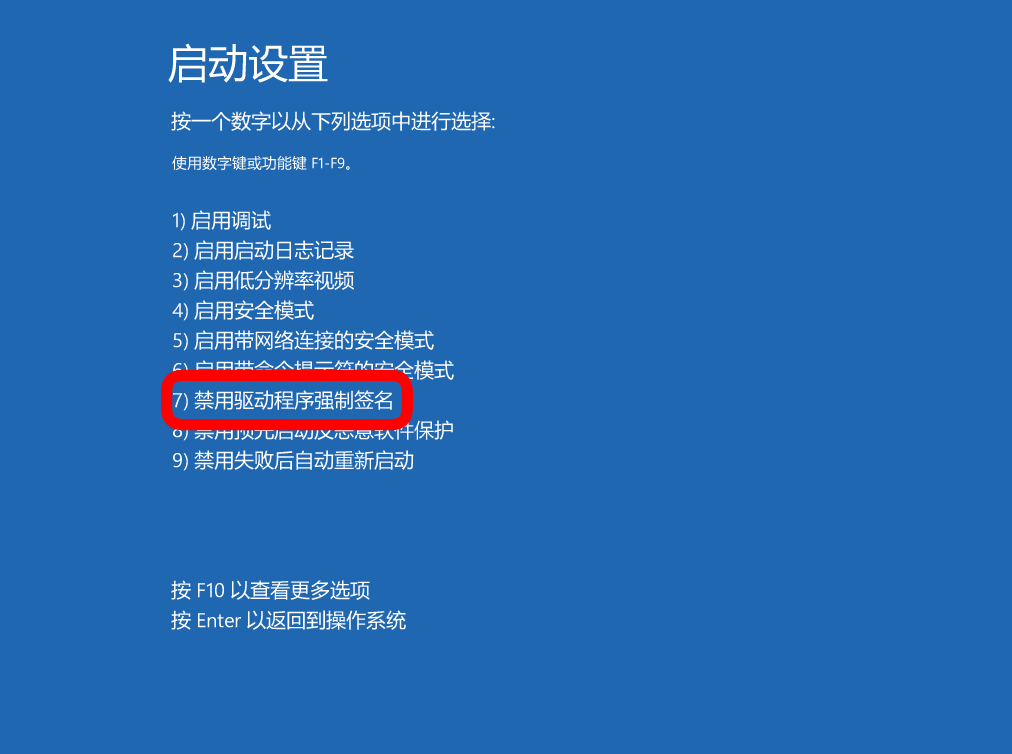 启动设置
按一个数字以从下列选项中进行选择:
使用数字键或功能键 F1-F9。
1) 启用调试
2) 启用启动日志记录
3) 启用低分辨率视频
4) 启用安全模式
5) 启用带网络连接的安全模式
6) 启用带命令提示符的安全模式
7) 禁用驱动程序强制签名
8) 禁用预先启动反恶意软件保护
9) 禁用失败后自动重新启动
按 F10 以查看更多选项
按 Enter 以返回到操作系统